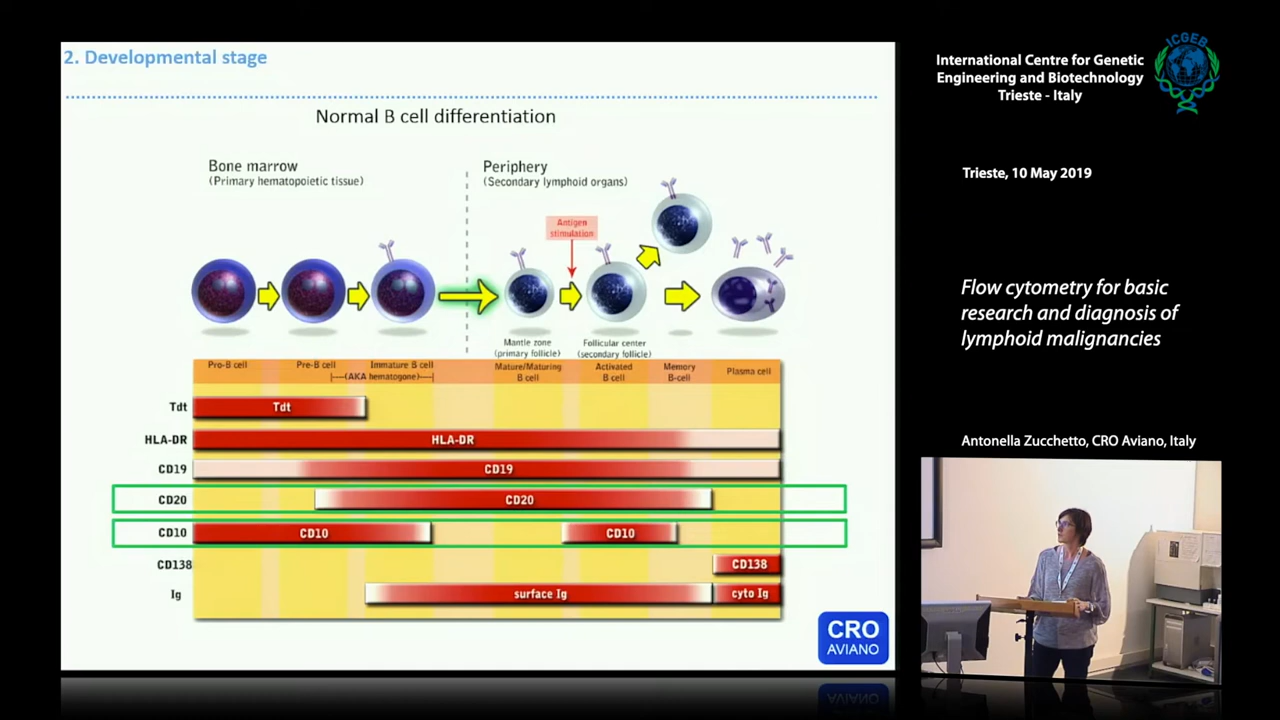 2. Developmental stage
Normal B cell differentiation
Bone marrow
(Primary hematopoietic tissue)
Periphery
(Secondary lymphoid organs)
Antigen
stimulation
Mantle zone
(primary follicle)
Follicular center
(secondary follicle)
Pro-B cell
Pre-B cell
Immature B cell
(AKA hematogone)
Mature/Maturing
B cell
Activated
B cell
Memory
B-cell
Plasma cell
Tdt
Tdt
HLA-DR
HLA-DR
CD19
CD19
CD20
CD20
CD10
CD10
CD10
CD138
CD138
Ig
surface Ig
cyto Ig
CRO
AVIANO
International Centre for Genetic
Engineering and Biotechnology
Trieste - Italy
ICGEB
Trieste, 10 May 2019
Flow cytometry for basic
research and diagnosis of
lymphoid malignancies
Antonella Zucchetto, CRO Aviano, Italy